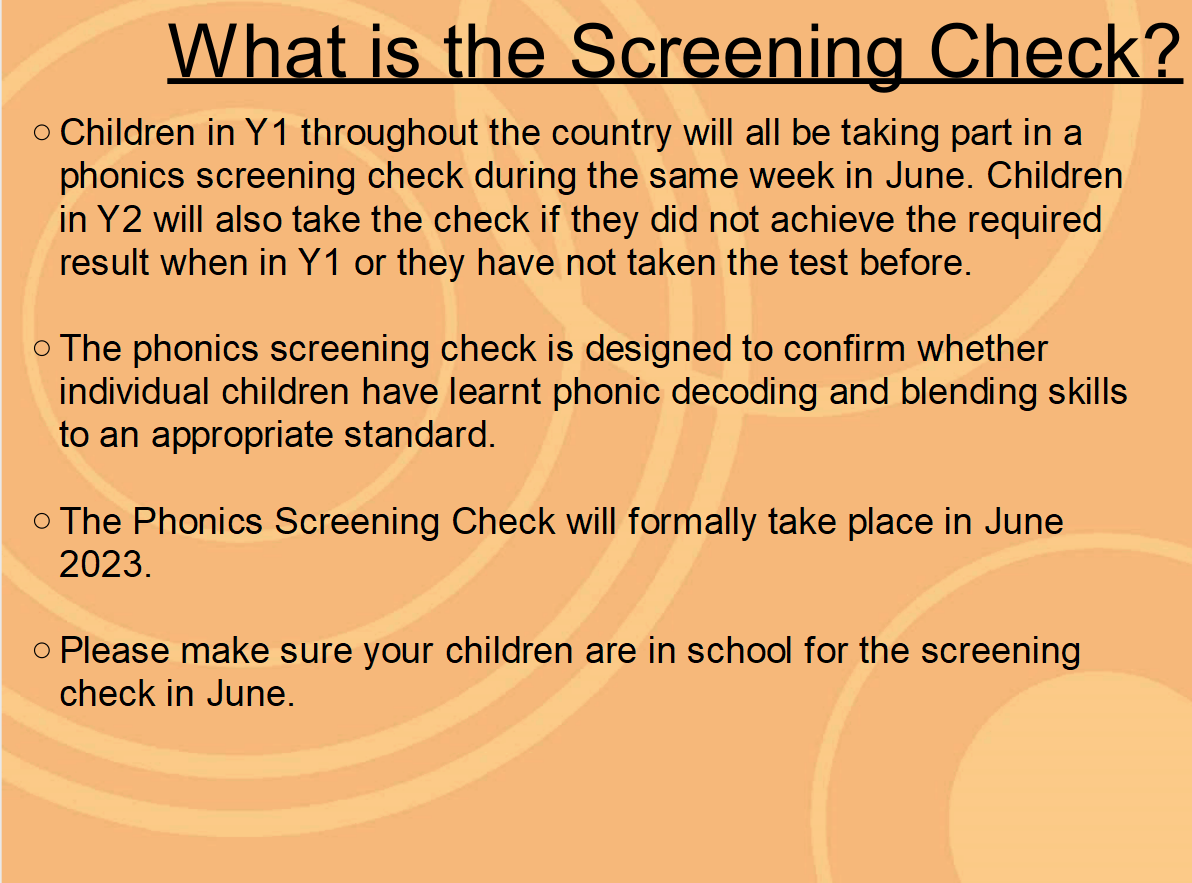 What is the Screening Check?
○ Children in Y1 throughout the country will all be taking part in a
phonics screening check during the same week in June. Children
in Y2 will also take the check if they did not achieve the required
result when in Y1 or they have not taken the test before.
○ The phonics screening check is designed to confirm whether
individual children have learnt phonic decoding and blending skills
to an appropriate standard.
○ The Phonics Screening Check will formally take place in June
2023.
○ Please make sure your children are in school for the screening
check in June.